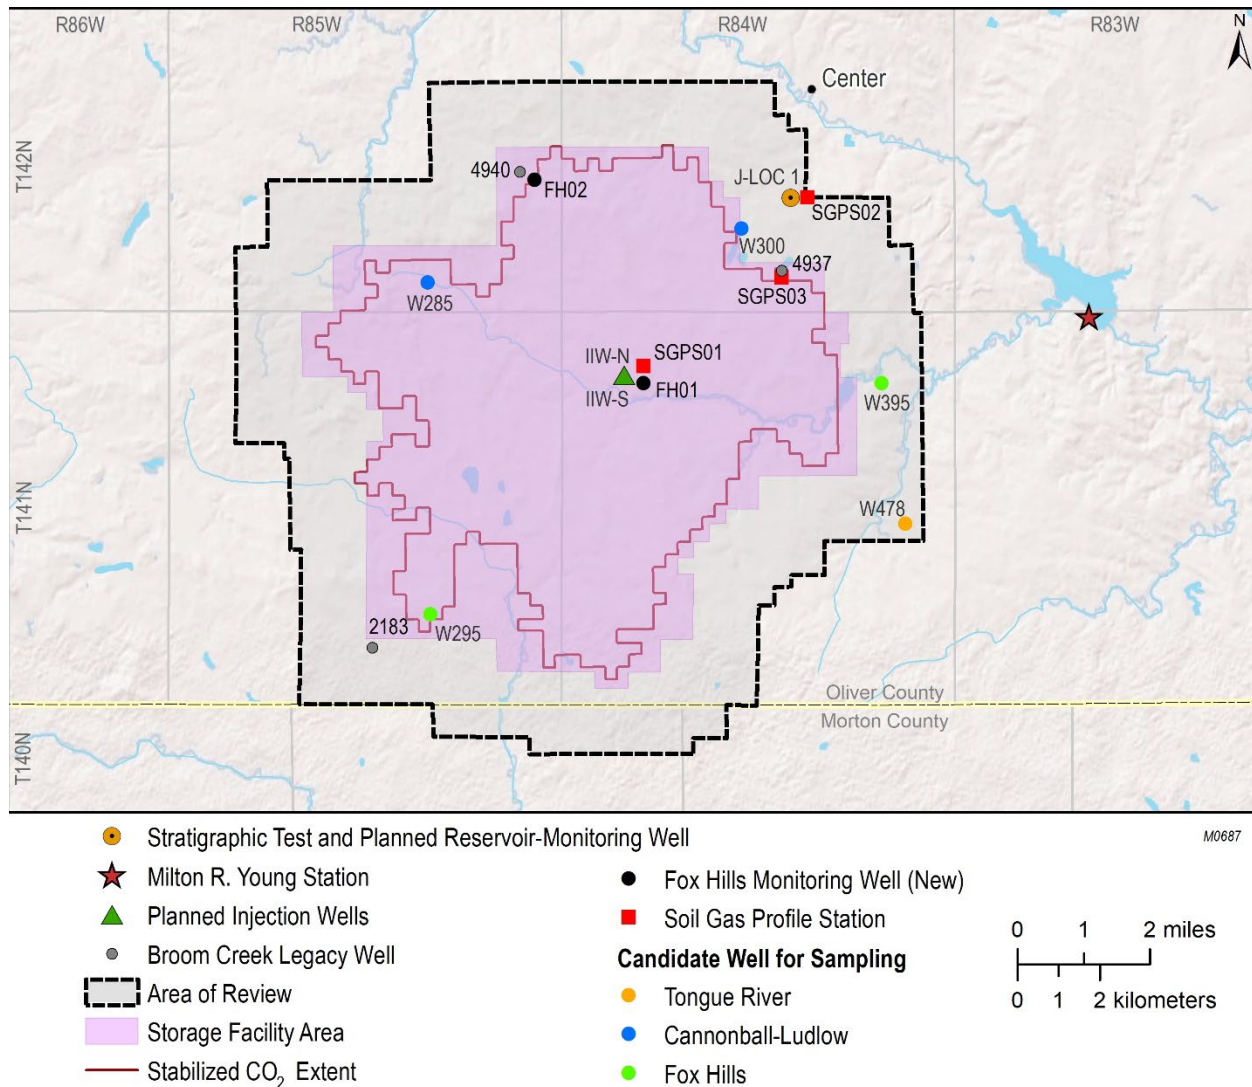 R86W
R85W
R84W
R83W
N
Center
T142N
4940
FH02
J-LOC 1
SGPS02
W300
4937
SGPS03
W285
IIW-N
SGPS01
IIW-S
FH01
W395
T141N
W478
2183
W295
Oliver County
Morton County
T140N
M0687
Stratigraphic Test and Planned Reservoir-Monitoring Well
Milton R. Young Station
Planned Injection Wells
Broom Creek Legacy Well
Area of Review
Storage Facility Area
Stabilized CO₂ Extent
Fox Hills Monitoring Well (New)
Soil Gas Profile Station
Candidate Well for Sampling
Tongue River
Cannonball-Ludlow
Fox Hills
0 1 2 miles
0 1 2 kilometers